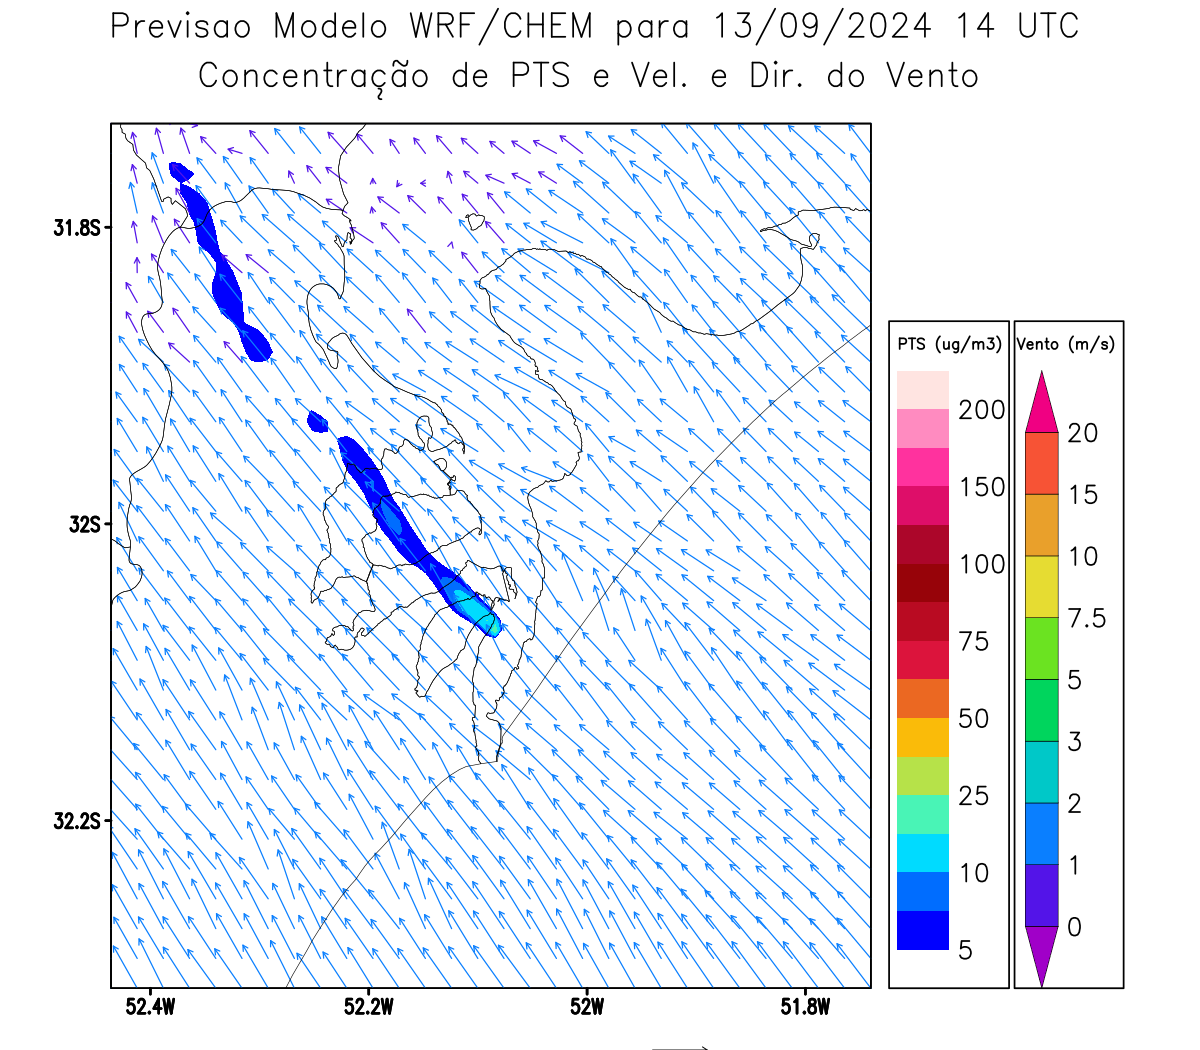 Previsao Modelo WRF/CHEM para 13/09/2024 14 UTC
Concentração de PTS e Vel. e Dir. do Vento
31.8S
32S
32.2S
52.4W
52.2W
52W
51.8W
PTS (ug/m3)
200
150
100
75
50
25
10
5
Vento (m/s)
20
15
10
7.5
5
3
2
1
0